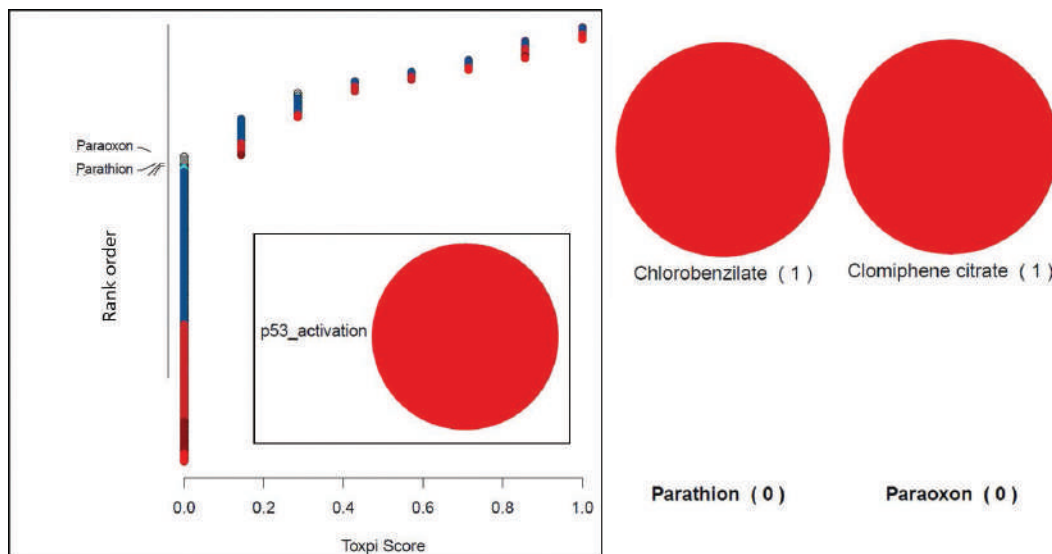 Paraoxon
Parathion
Rank order
p53_activation
0.0 0.2 0.4 0.6 0.8 1.0
Toxpi Score
Chlorobenzilate ( 1 )
Clomiphene citrate ( 1 )
Parathion ( 0 )
Paraoxon ( 0 )